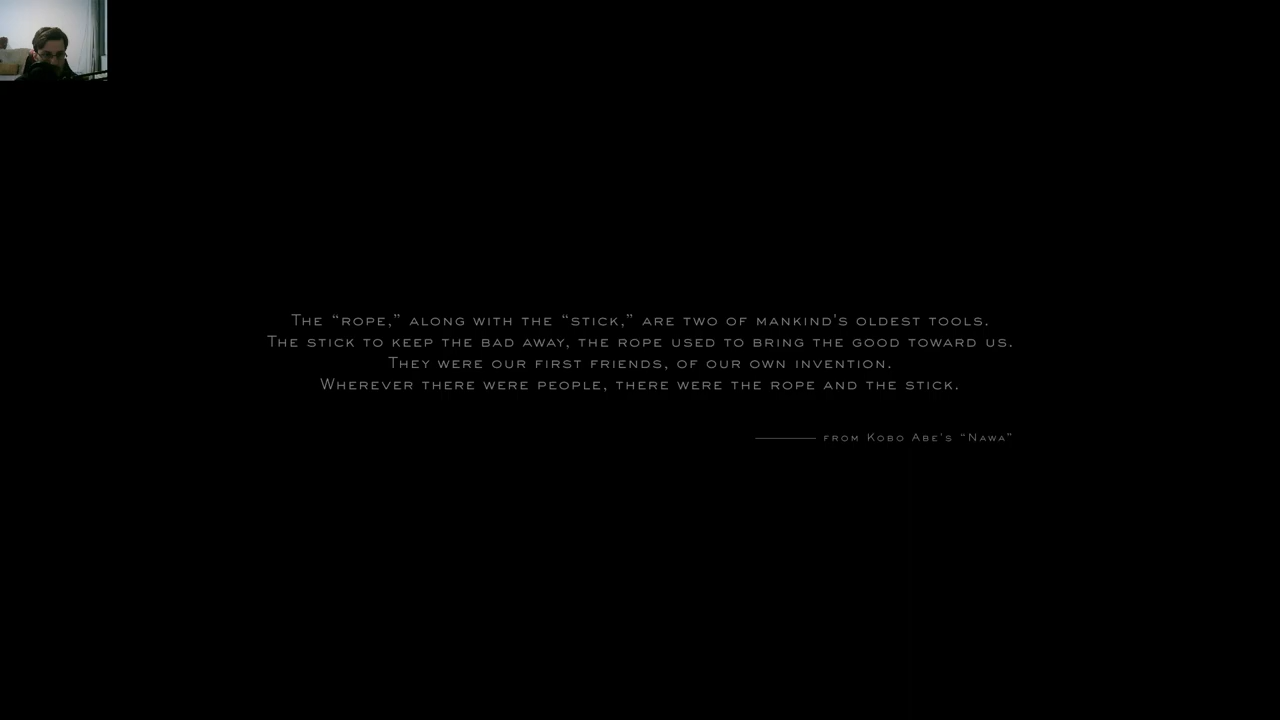 The “rope,” along with the “stick,” are two of mankind's oldest tools.
The stick to keep the bad away, the rope used to bring the good toward us.
They were our first friends, of our own invention.
Wherever there were people, there were the rope and the stick.
from Kobo Abe's “Nawa”